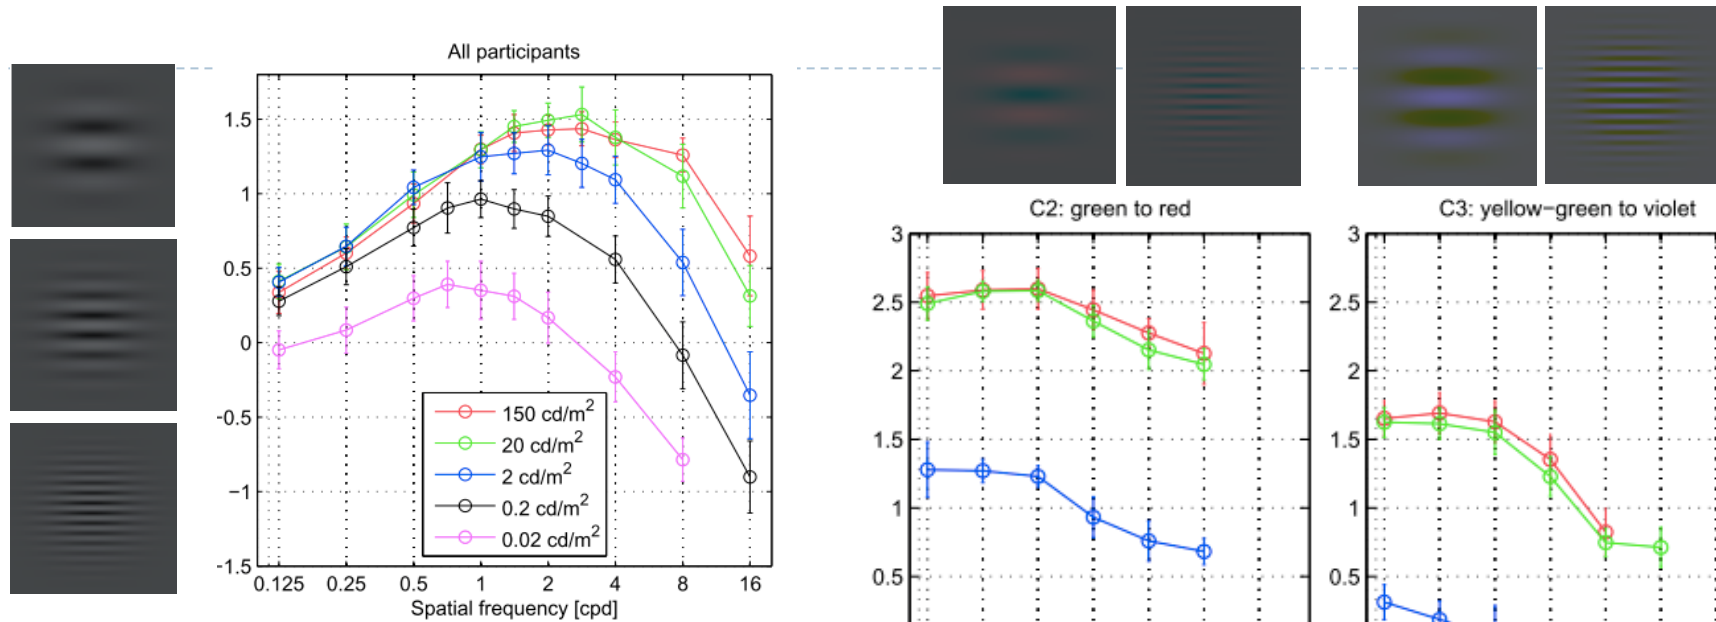 All participants
1.5
1
0.5
0
-0.5
-1
-1.5
150 cd/m2
20 cd/m2
2 cd/m2
0.2 cd/m2
0.02 cd/m2
0.125 0.25 0.5 1 2 4 8 16
Spatial frequency [cpd]
C2: green to red
3
2.5
2
1.5
1
0.5
C3: yellow-green to violet
3
2.5
2
1.5
1
0.5